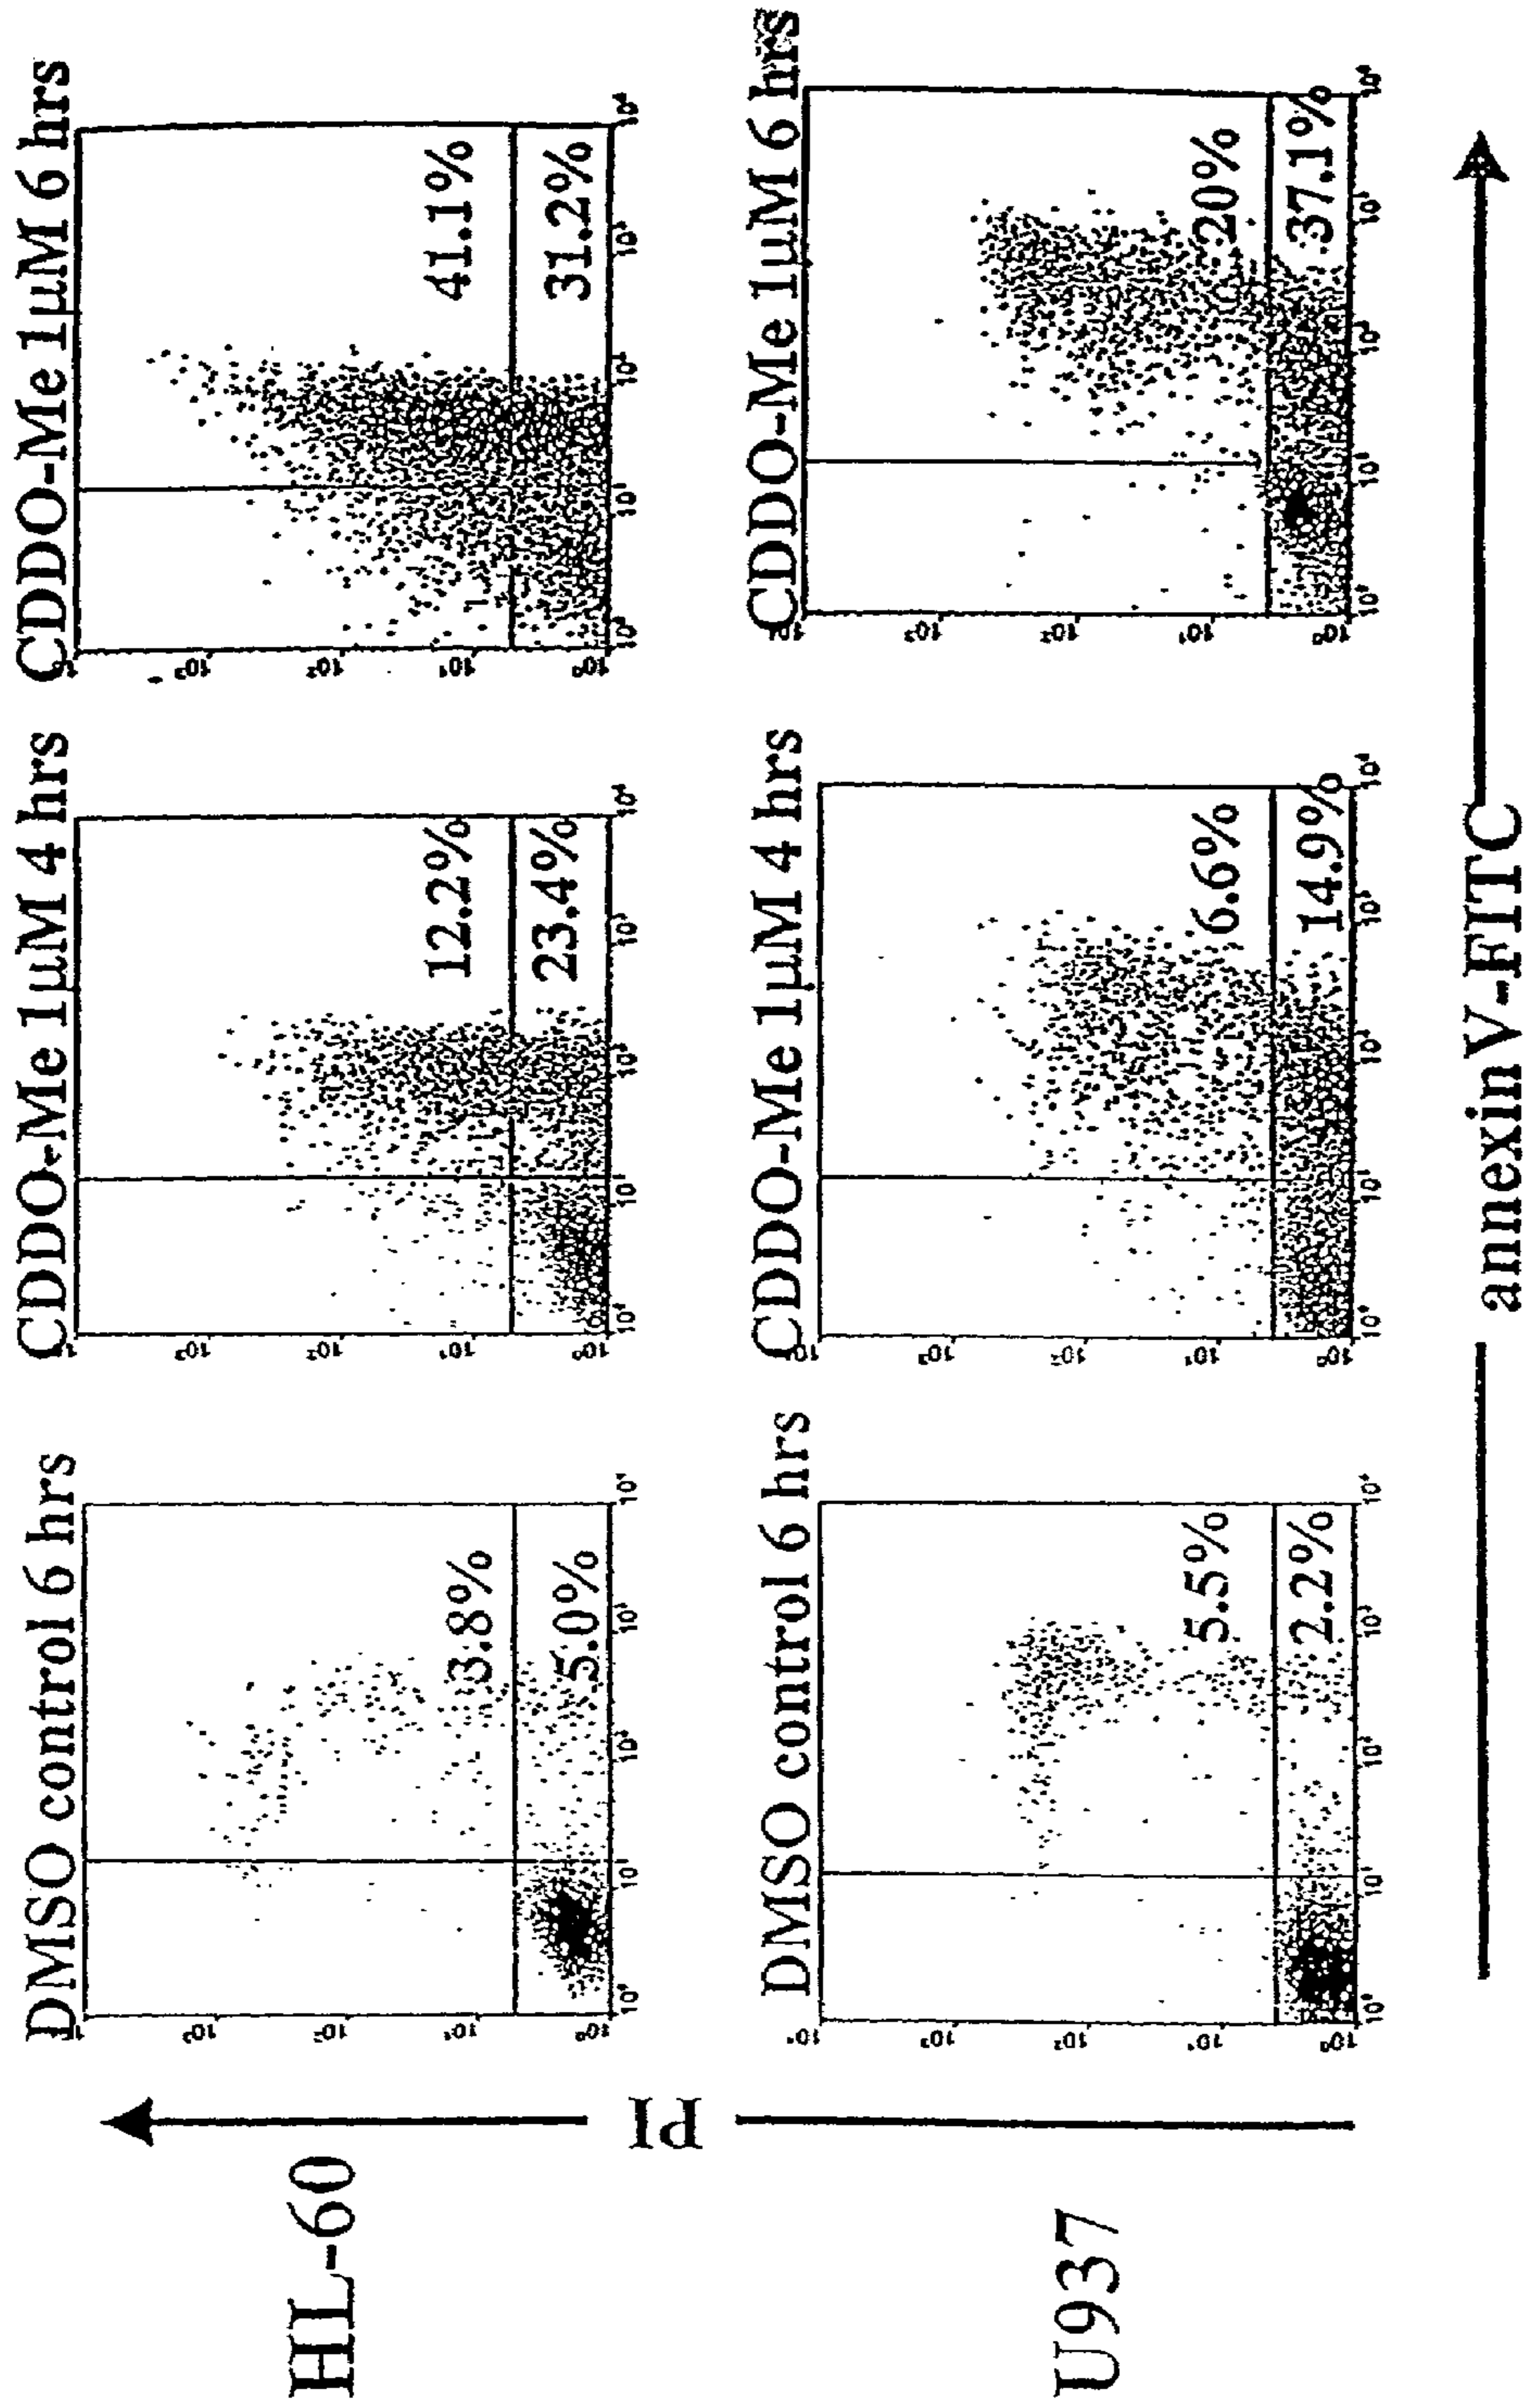 HL-60
DMSO control 6 hrs
3.8%
5.0%
CDDO-Me 1µM 4 hrs
12.2%
23.4%
CDDO-Me 1µM 6 hrs
41.1%
31.2%
PI
U937
DMSO control 6 hrs
5.5%
2.2%
CDDO-Me 1µM 4 hrs
6.6%
14.9%
CDDO-Me 1µM 6 hrs
20%
37.1%
annexin V-FITC